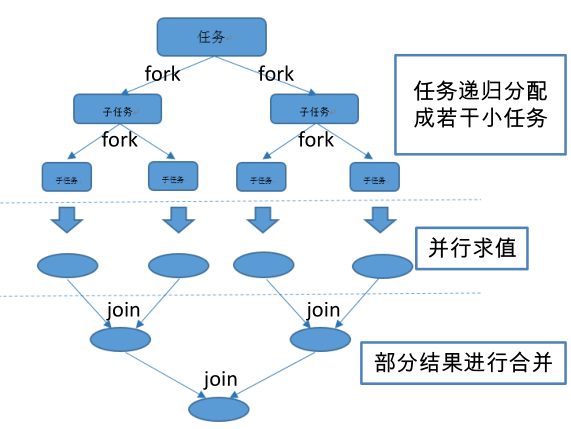 任务
fork
fork
子任务
子任务
任务递归分配
成若干小任务
fork
fork
子任务
子任务
子任务
子任务
并行求值
join
join
部分结果进行合并
join